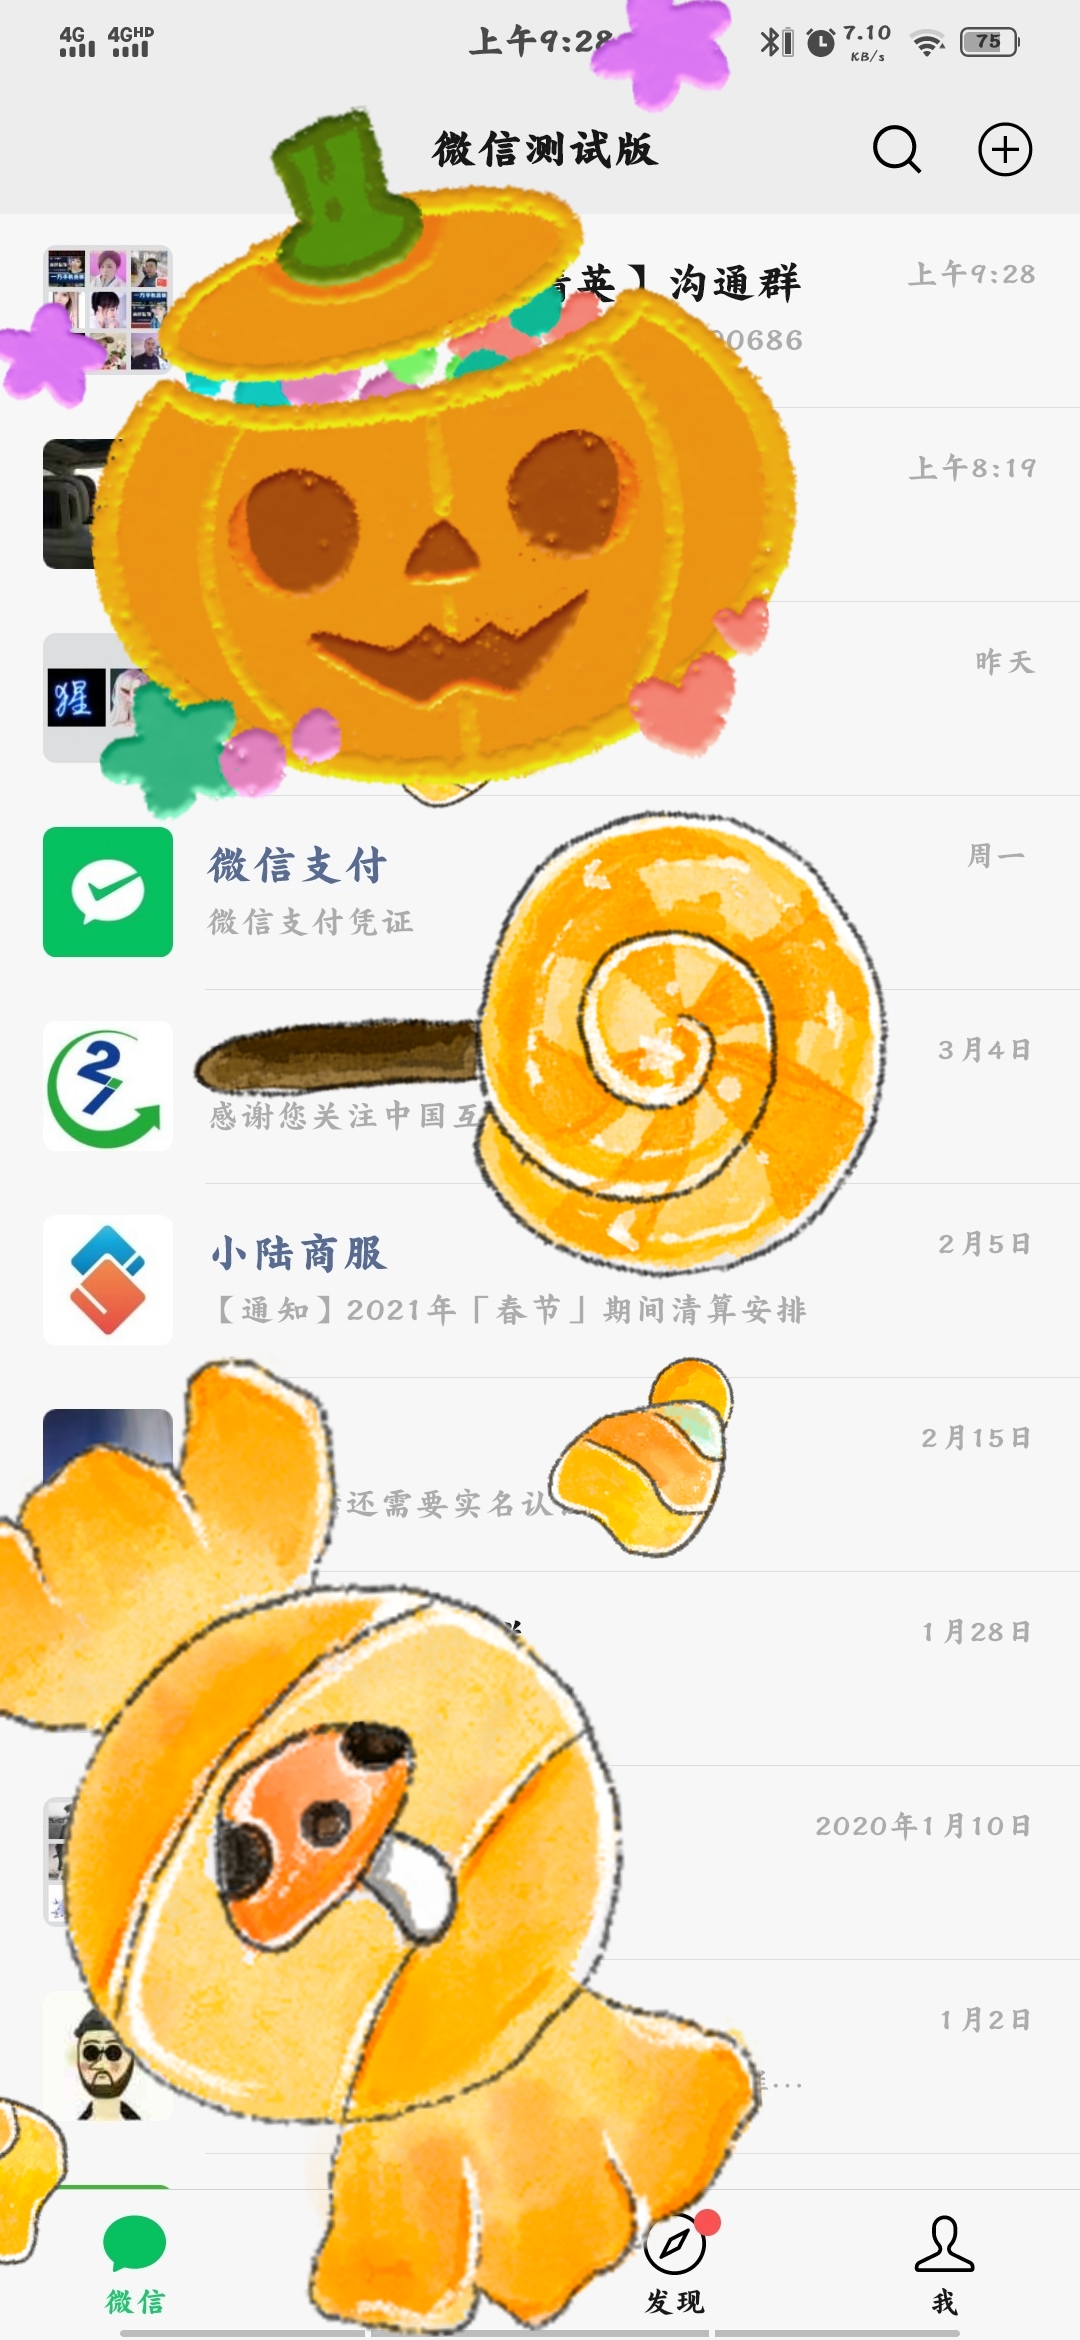 4G 4GHD 上午9:28 7.10 KB/s 75
微信测试版
英】沟通群 上午9:28
00686
上午8:19
猩 昨天
微信支付 周一
微信支付凭证
27 3月4日
感谢您关注中国互
小陆商服 2月5日
【通知】2021年「春节」期间清算安排
2月15日
还需要实名认
1月28日
2020年1月10日
1月2日
...
微信 发现 我